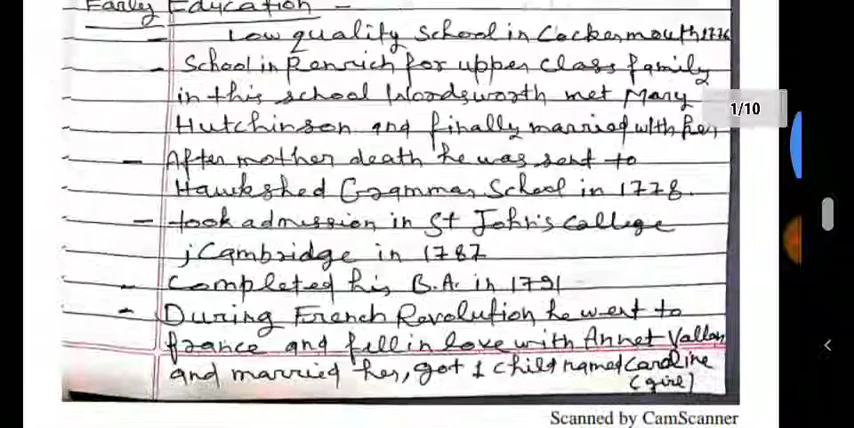 Early Education -
- Low quality School in Cockermouth 1776
- School in Penrich for upper class family
in this school Wordsworth met Mary
Hutchinson and finally married with her
- After mother death he was sent to
Hawkshed Grammar School in 1778.
- took admission in St John's College
, Cambridge in 1787
- Completed his B.A. in 1791
- During French Revolution he went to
france and fell in love with Annet Vallon
and married her, got 1 child named Caroline
(girl)
1/10
Scanned by CamScanner